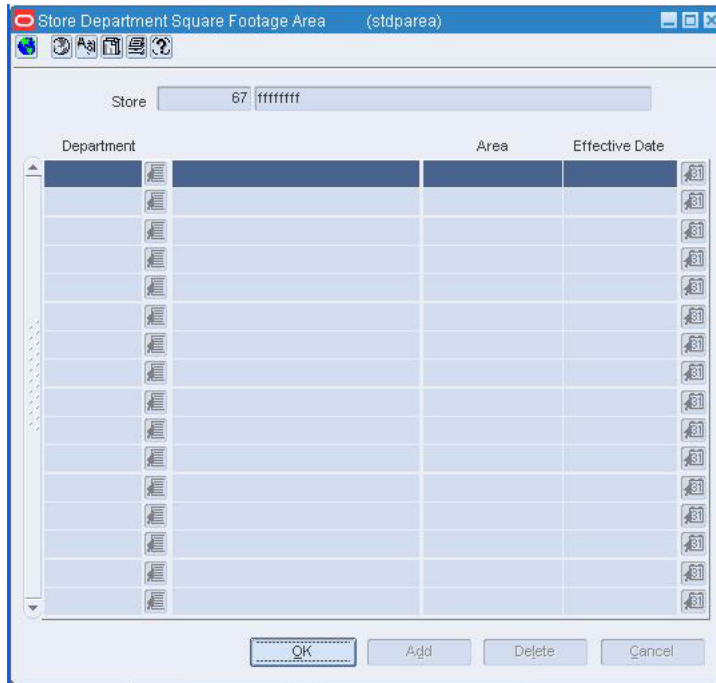 Store Department Square Footage Area (stdparea)
Store 67 ffffffff
Department Area Effective Date
OK Add Delete Cancel